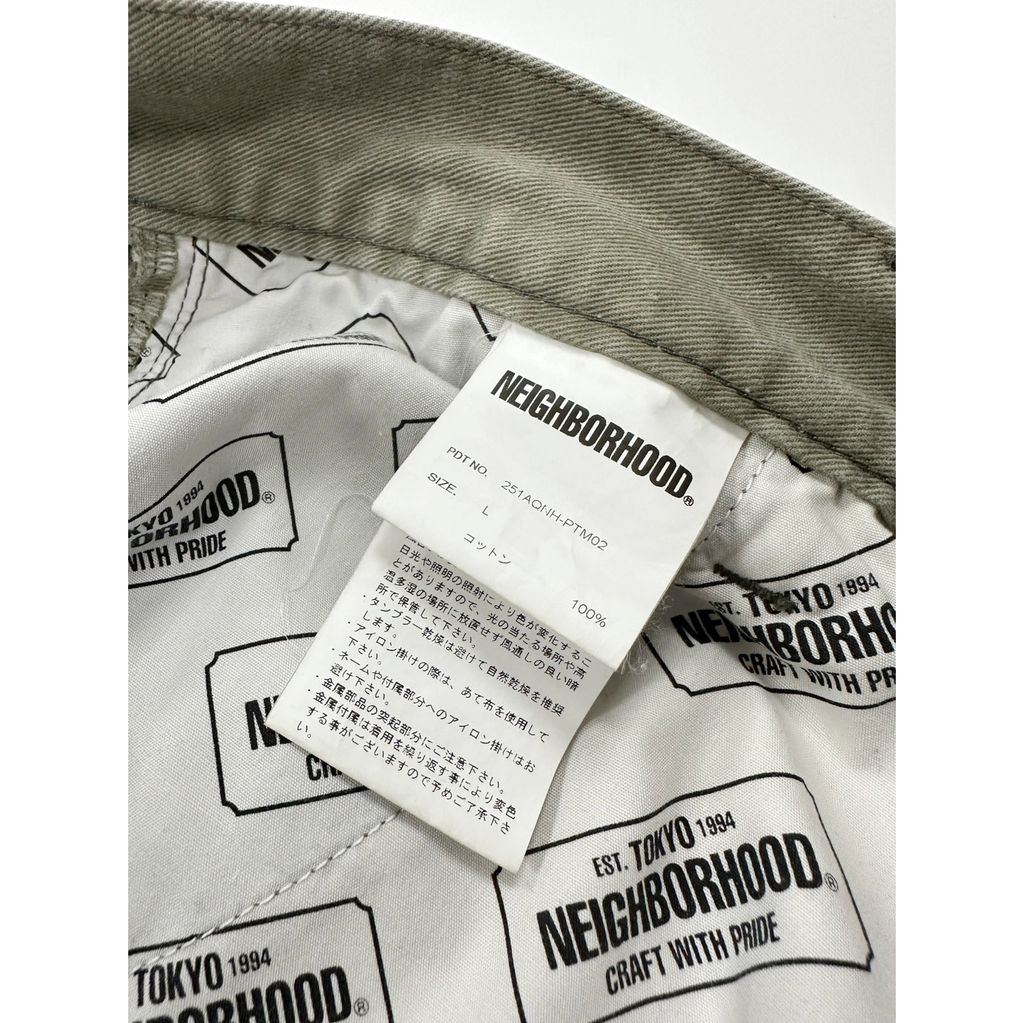 NEIGHBORHOOD®
PDT NO. 251AQNH-PTM02
SIZE. L
コットン 100%
日光や照明の照射により色が変化するこ
とがありますので、光の当たる場所や高
温多湿の場所に放置せず風通しの良い暗
所で保管して下さい。
タンブラー乾燥は避けて自然乾燥を推奨
します。
・アイロン掛けの際は、あて布を使用して
下さい。
・ネームや付属部分へのアイロン掛けはお
避け下さい。
・金属部品の突起部分にご注意下さい。
・金属付属は着用を繰り返す事により変色
する事がございますので予めご了承下さ
い。
1994
®
WITH PRIDE
EST. TOKYO 1994
CRAFT WITH
EST. TOKYO 1994
NEIGHBORHOOD®
CRAFT WITH PRIDE
TOKYO 1994
®